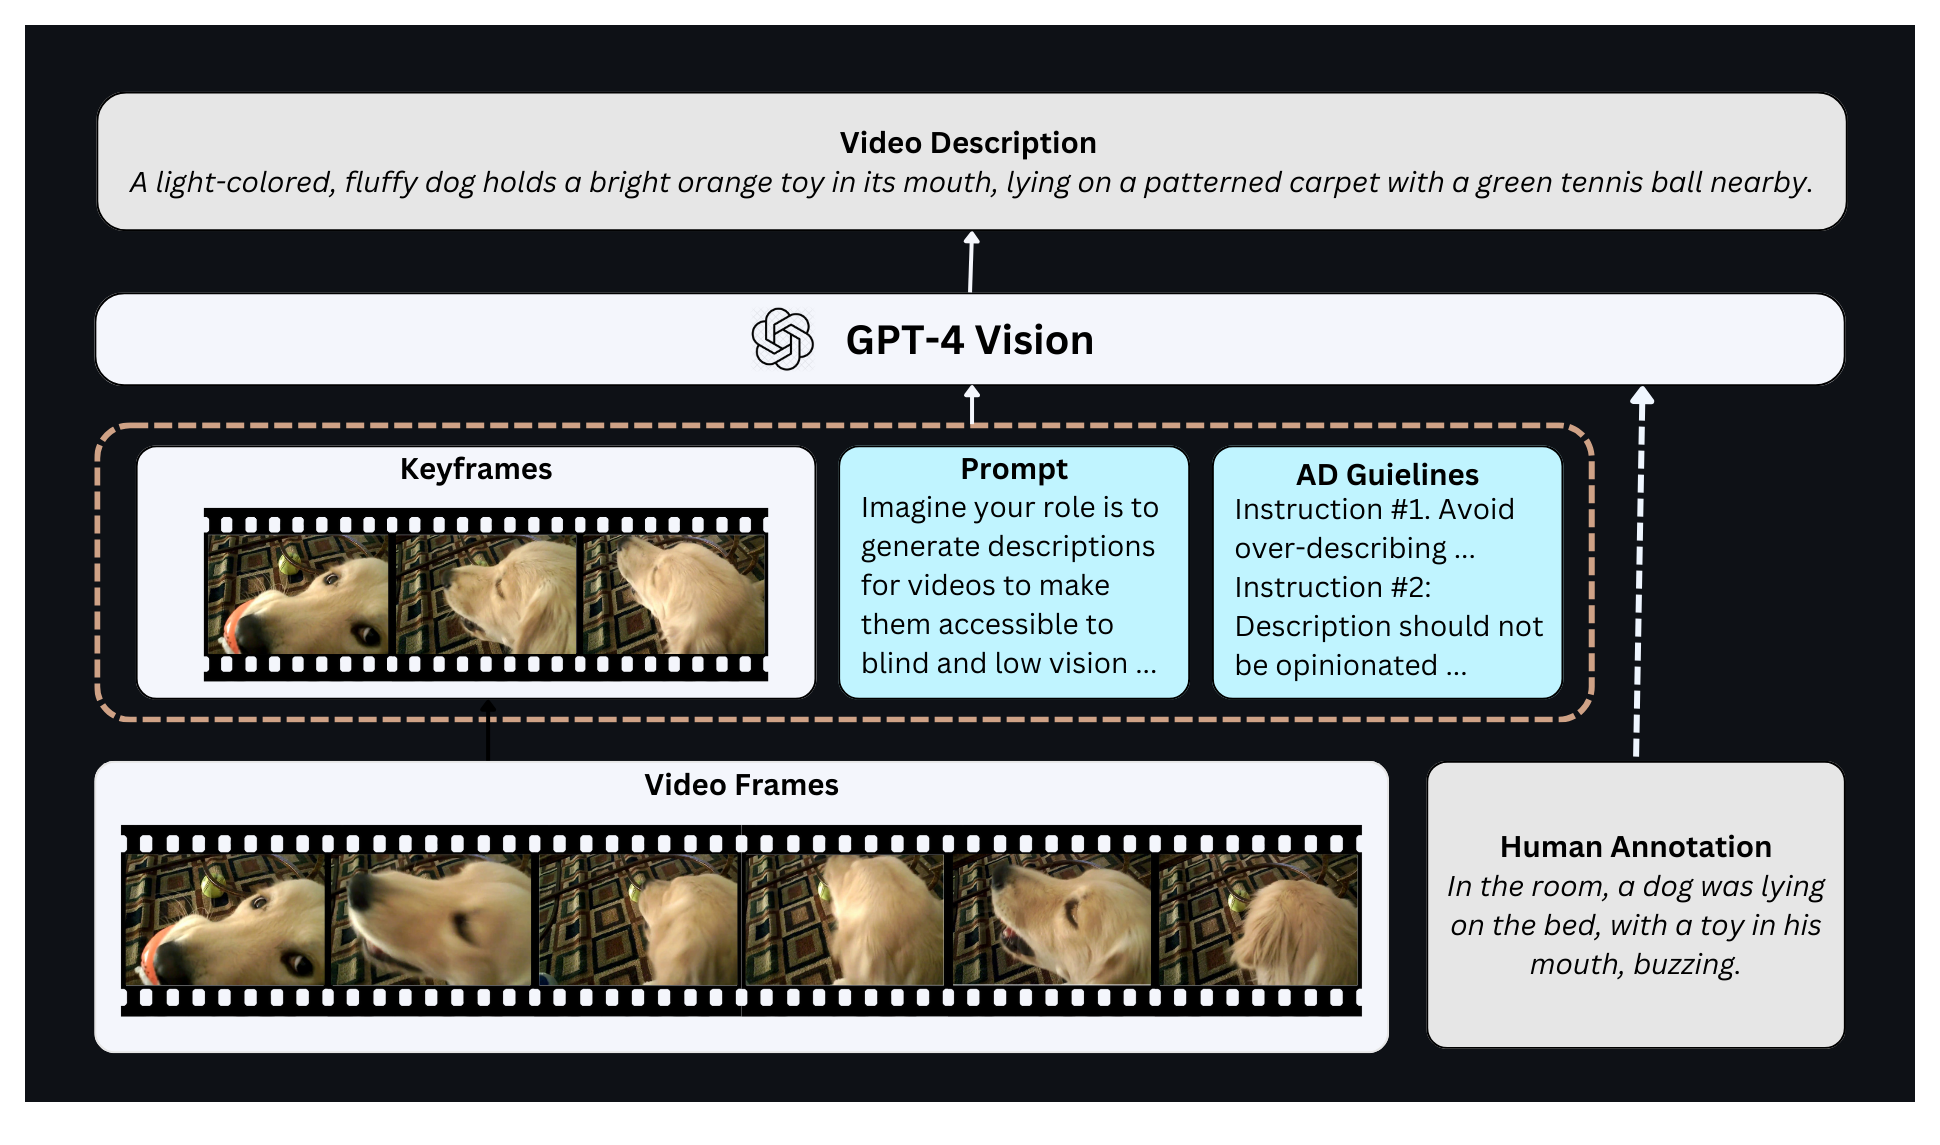 Video Description
A light-colored, fluffy dog holds a bright orange toy in its mouth, lying on a patterned carpet with a green tennis ball nearby.
GPT-4 Vision
Keyframes
Prompt
Imagine your role is to
generate descriptions
for videos to make
them accessible to
blind and low vision ...
AD Guielines
Instruction #1. Avoid
over-describing ...
Instruction #2:
Description should not
be opinionated ...
Video Frames
Human Annotation
In the room, a dog was lying
on the bed, with a toy in his
mouth, buzzing.